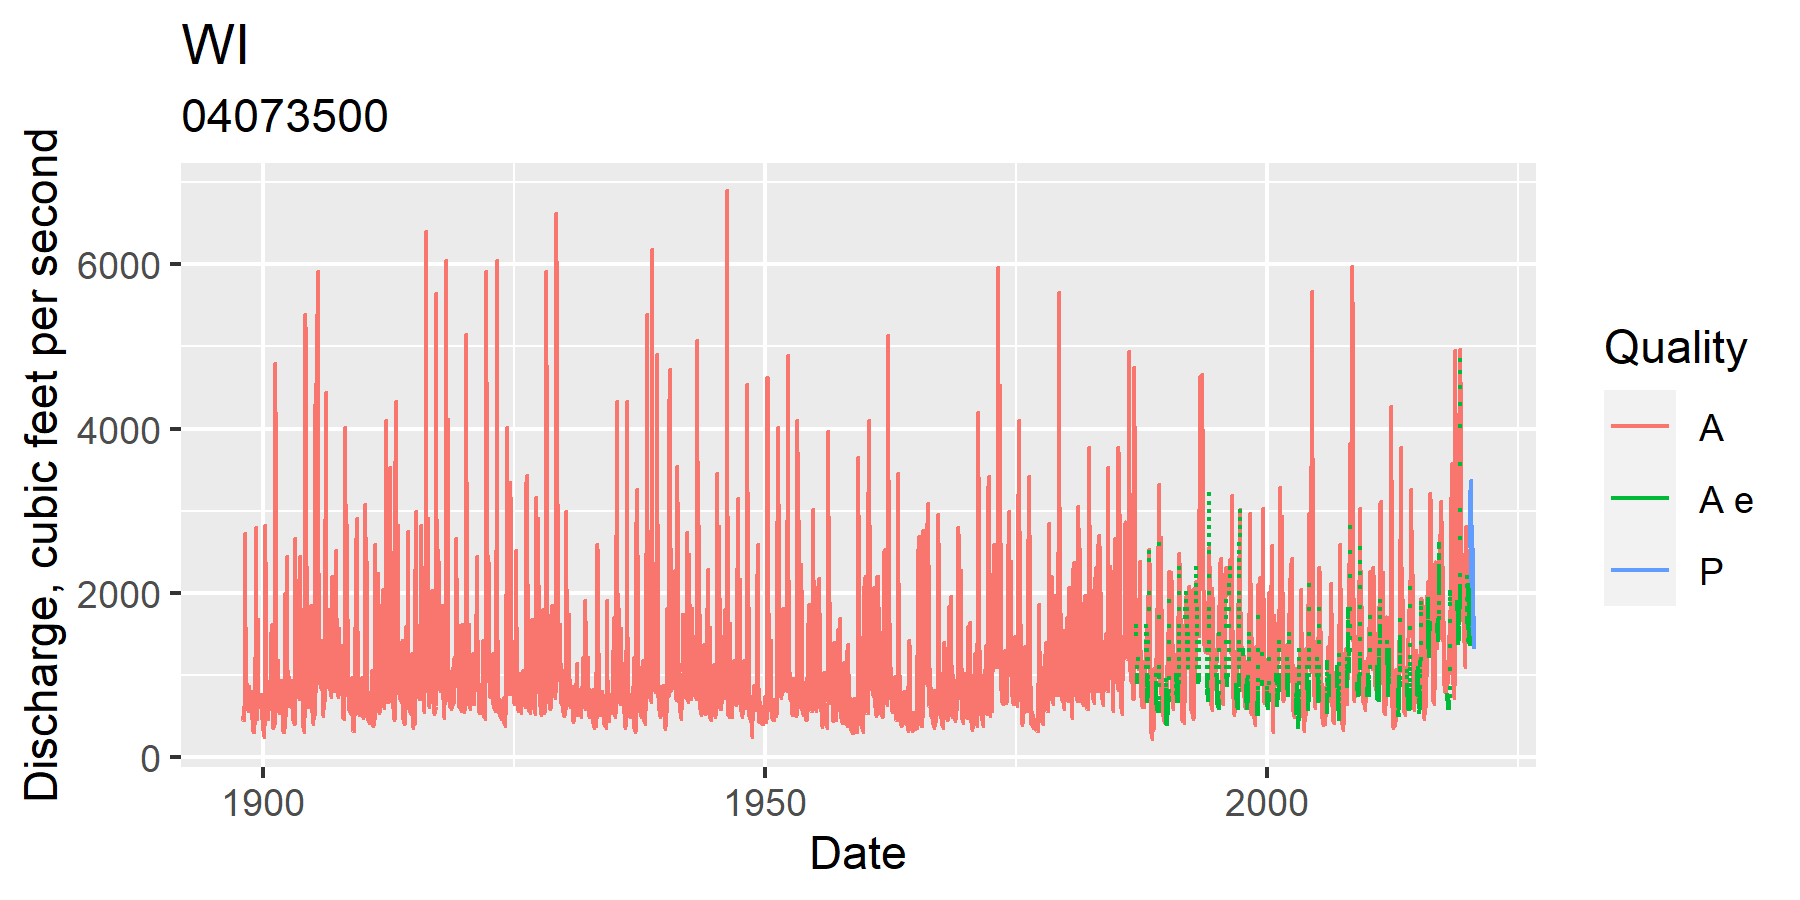 WI
04073500
Discharge, cubic feet per second
6000
4000
2000
0
1900
1950
2000
Date
Quality
A
A e
P